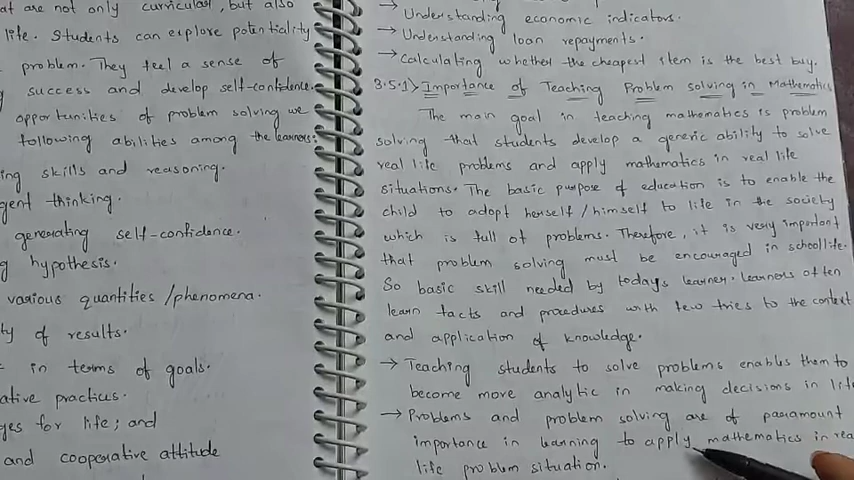 at are not only curricular, but also
life. Students can explore potentiality
problem. They feel a sense of
success and develop self-confidence.
opportunities of problem solving we
following abilities among the learners:
ing skills and reasoning.
gent thinking.
generating self-confidence.
g hypothesis.
various quantities/phenomena.
ty of results.
in terms of goals.
ative practices.
ges for life; and
and cooperative attitude
→ Understanding economic indicators.
→ Understanding loan repayments.
→ Calculating whether the cheapest item is the best buy.
3.5.1) Importance of Teaching Problem solving in Mathematics
The main goal in teaching mathematics is problem
solving that students develop a generic ability to solve
real life problems and apply mathematics in real life
situations. The basic purpose of education is to enable the
child to adopt herself/himself to life in the society
which is full of problems. Therefore, it is very important
that problem solving must be encouraged in school life.
So basic skill needed by todays learner. Learners often
learn facts and procedures with few tries to the context
and application of knowledge.
→ Teaching students to solve problems enables them to
become more analytic in making decisions in life
→ Problems and problem solving are of paramount
importance in learning to apply mathematics in rea
life problem situation.